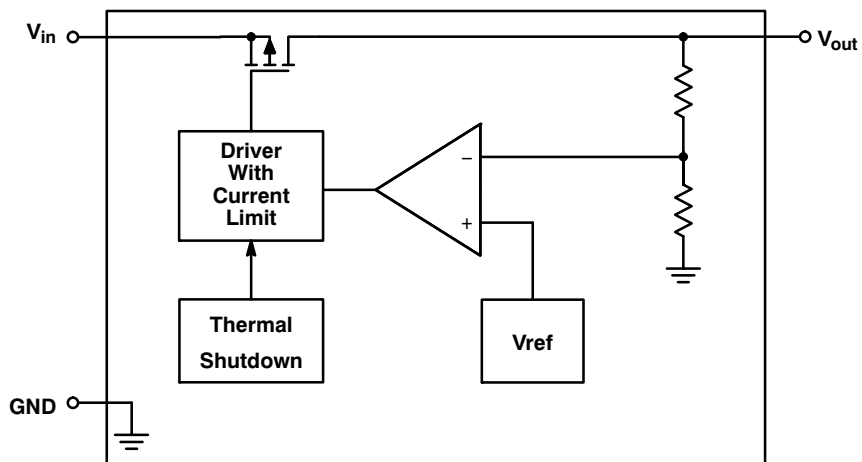 Vin
Vout
Driver
With
Current
Limit
−
+
Thermal
Shutdown
Vref
GND